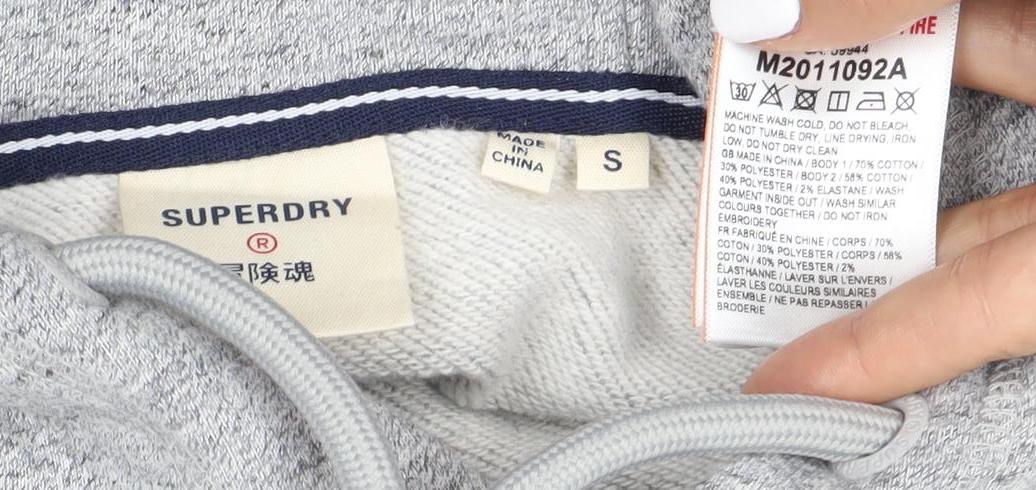 SUPERDRY
®
険魂
MADE
IN
CHINA
S
M2011092A
30
MACHINE WASH COLD, DO NOT BLEACH,
DO NOT TUMBLE DRY, LINE DRYING, IRON
LOW, DO NOT DRY CLEAN
GB MADE IN CHINA / BODY 1 / 70% COTTON /
30% POLYESTER / BODY 2 / 58% COTTON /
40% POLYESTER / 2% ELASTANE / WASH
GARMENT INSIDE OUT / WASH SIMILAR
COLOURS TOGETHER / DO NOT IRON
EMBROIDERY
FR FABRIQUÉ EN CHINE / CORPS / 70%
COTON / 30% POLYESTER / CORPS / 58%
COTON / 40% POLYESTER / 2%
ÉLASTHANNE / LAVER SUR L'ENVERS /
LAVER LES COULEURS SIMILAIRES
ENSEMBLE / NE PAS REPASSER L
BRODERIE